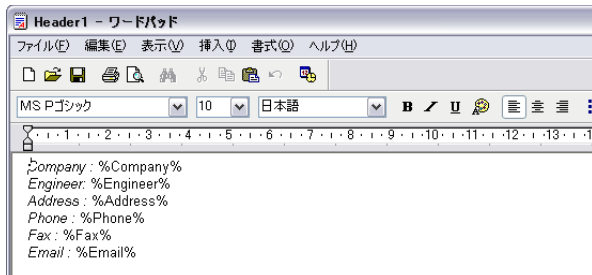 Header1 - ワードパッド
ファイル(F) 編集(E) 表示(V) 挿入(I) 書式(O) ヘルプ(H)
MS Pゴシック 10 日本語 B / U
1 2 3 4 5 6 7 8 9 10 11 12 13
Company : %Company%
Engineer: %Engineer%
Address : %Address%
Phone : %Phone%
Fax : %Fax%
Email : %Email%